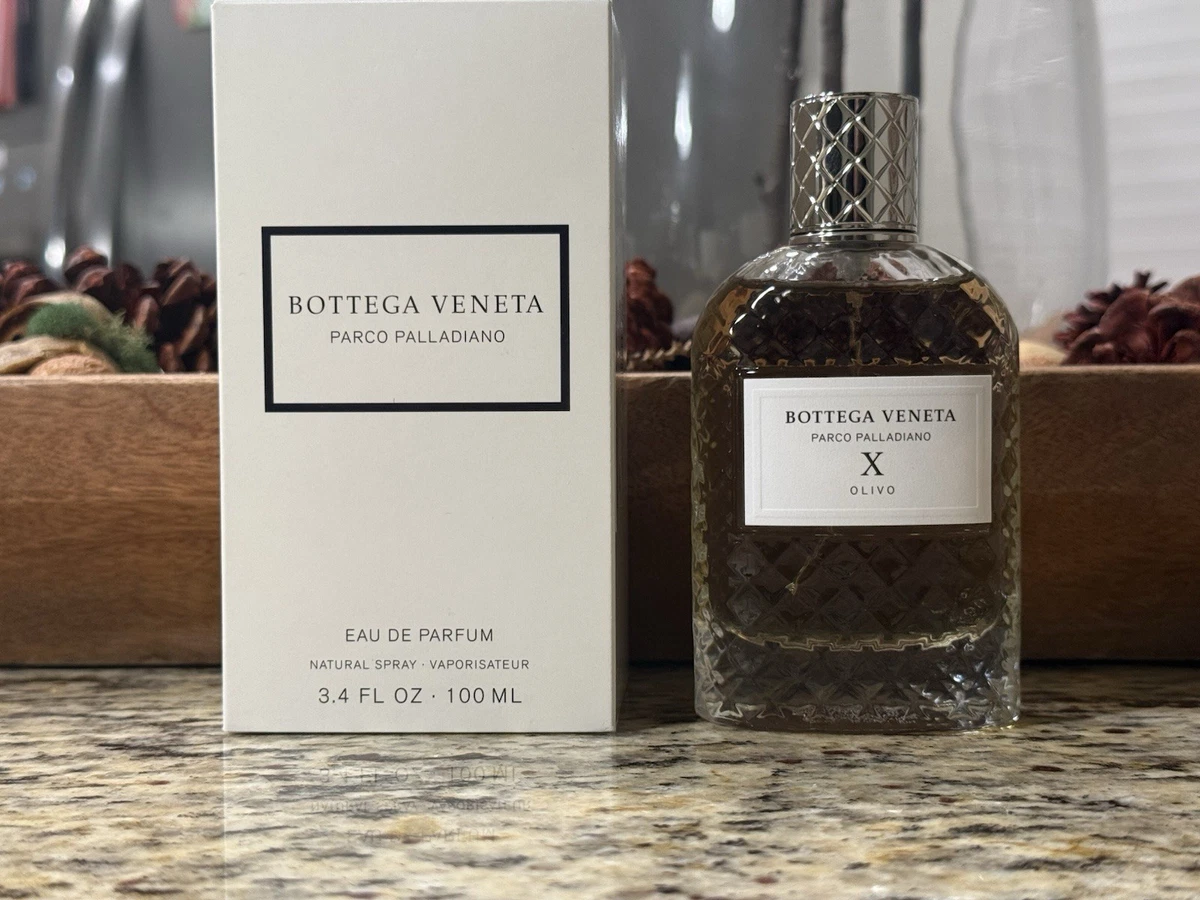 BOTTEGA VENETA
PARCO PALLADIANO
EAU DE PARFUM
NATURAL SPRAY · VAPORISATEUR
3.4 FL OZ · 100 ML
BOTTEGA VENETA
PARCO PALLADIANO
X
OLIVO